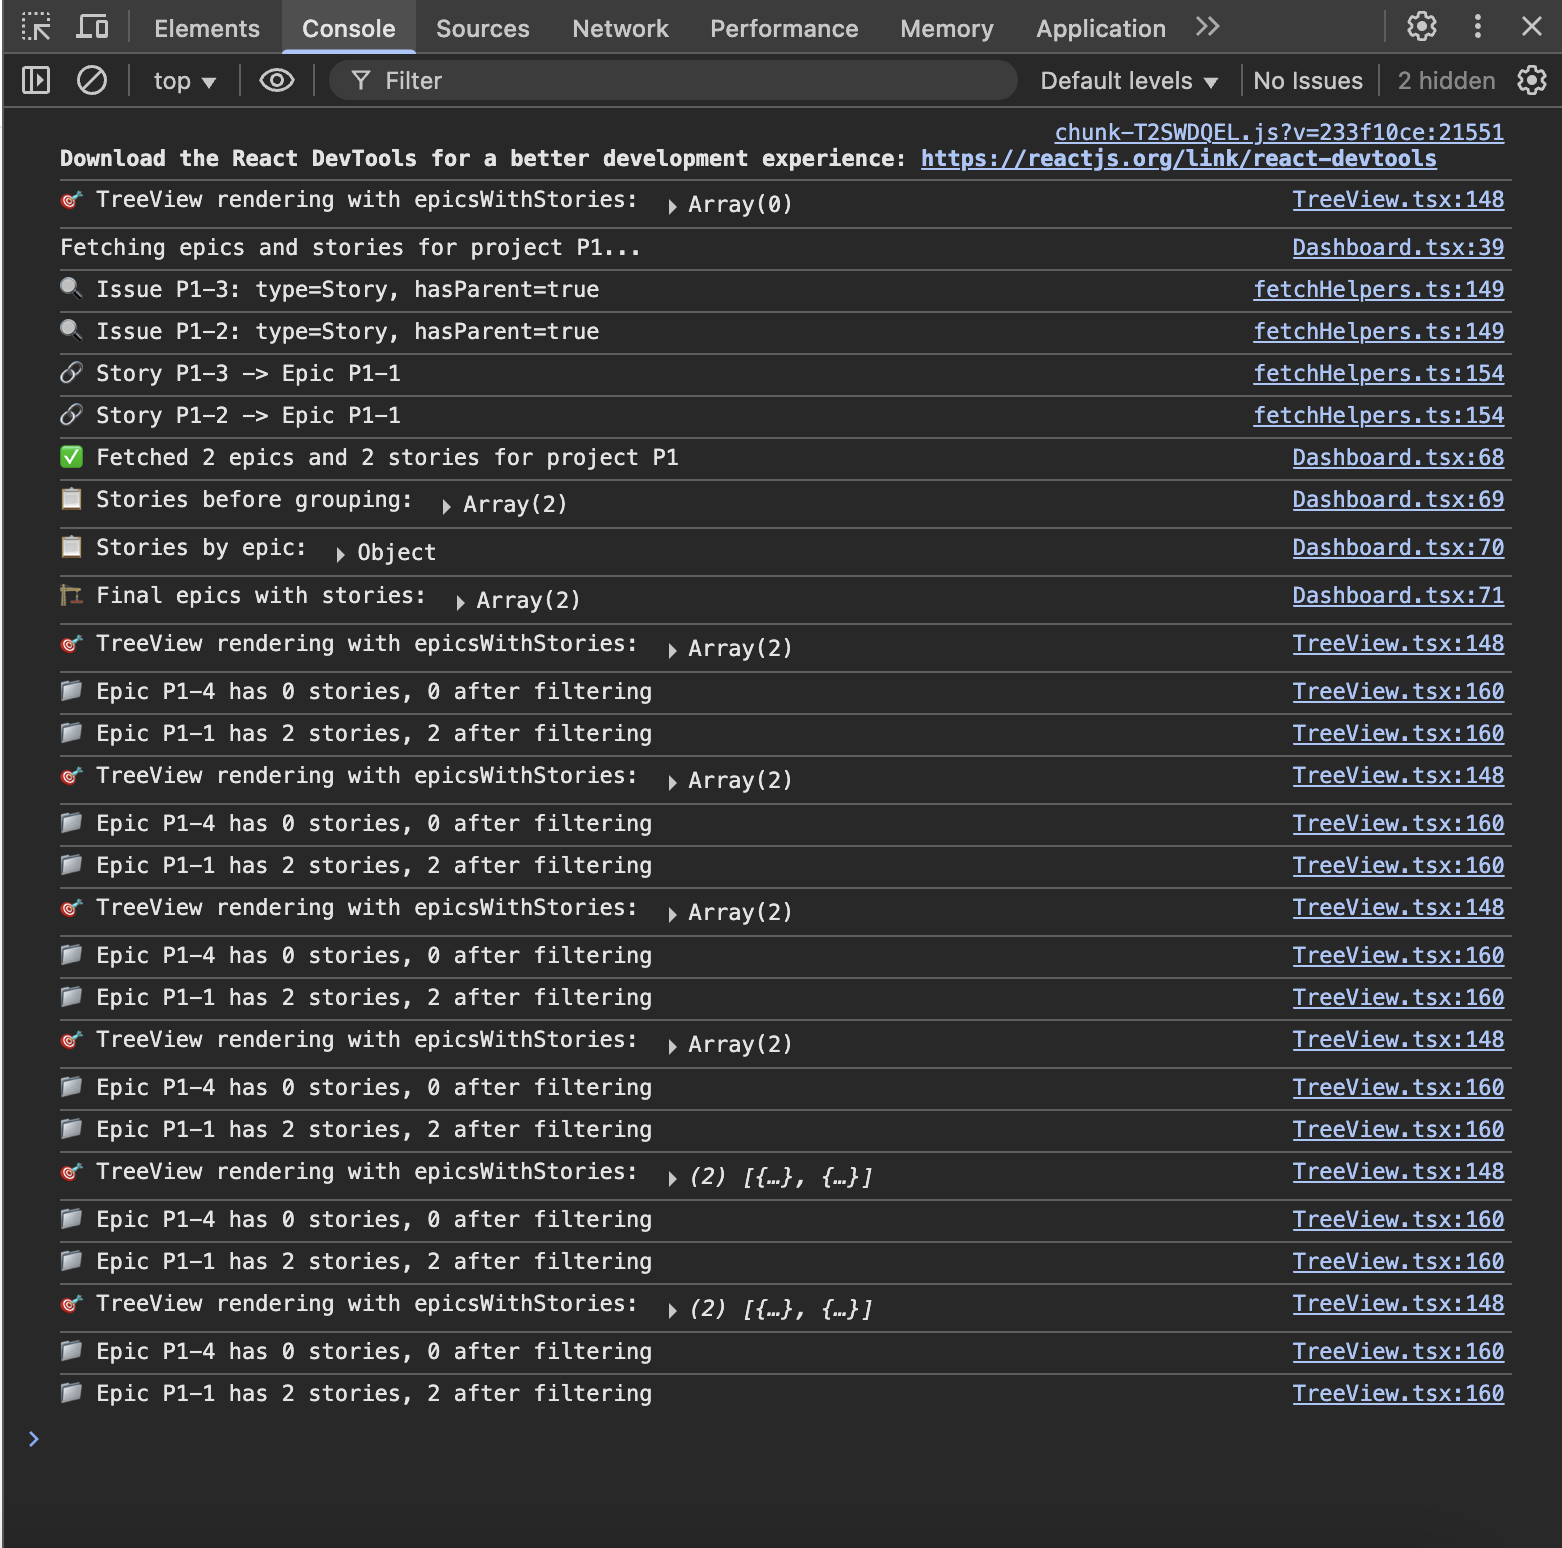 Elements Console Sources Network Performance Memory Application
top Filter Default levels No Issues 2 hidden
chunk-T2SWDQEL.js?v=233f10ce:21551
Download the React DevTools for a better development experience: https://reactjs.org/link/react-devtools
🎯 TreeView rendering with epicsWithStories: Array(0) TreeView.tsx:148
Fetching epics and stories for project P1... Dashboard.tsx:39
🔍 Issue P1-3: type=Story, hasParent=true fetchHelpers.ts:149
🔍 Issue P1-2: type=Story, hasParent=true fetchHelpers.ts:149
🔗 Story P1-3 -> Epic P1-1 fetchHelpers.ts:154
🔗 Story P1-2 -> Epic P1-1 fetchHelpers.ts:154
✅ Fetched 2 epics and 2 stories for project P1 Dashboard.tsx:68
📋 Stories before grouping: Array(2) Dashboard.tsx:69
📋 Stories by epic: Object Dashboard.tsx:70
🏗️ Final epics with stories: Array(2) Dashboard.tsx:71
🎯 TreeView rendering with epicsWithStories: Array(2) TreeView.tsx:148
📁 Epic P1-4 has 0 stories, 0 after filtering TreeView.tsx:160
📁 Epic P1-1 has 2 stories, 2 after filtering TreeView.tsx:160
🎯 TreeView rendering with epicsWithStories: Array(2) TreeView.tsx:148
📁 Epic P1-4 has 0 stories, 0 after filtering TreeView.tsx:160
📁 Epic P1-1 has 2 stories, 2 after filtering TreeView.tsx:160
🎯 TreeView rendering with epicsWithStories: Array(2) TreeView.tsx:148
📁 Epic P1-4 has 0 stories, 0 after filtering TreeView.tsx:160
📁 Epic P1-1 has 2 stories, 2 after filtering TreeView.tsx:160
🎯 TreeView rendering with epicsWithStories: Array(2) TreeView.tsx:148
📁 Epic P1-4 has 0 stories, 0 after filtering TreeView.tsx:160
📁 Epic P1-1 has 2 stories, 2 after filtering TreeView.tsx:160
🎯 TreeView rendering with epicsWithStories: (2) [{…}, {…}] TreeView.tsx:148
📁 Epic P1-4 has 0 stories, 0 after filtering TreeView.tsx:160
📁 Epic P1-1 has 2 stories, 2 after filtering TreeView.tsx:160
🎯 TreeView rendering with epicsWithStories: (2) [{…}, {…}] TreeView.tsx:148
📁 Epic P1-4 has 0 stories, 0 after filtering TreeView.tsx:160
📁 Epic P1-1 has 2 stories, 2 after filtering TreeView.tsx:160